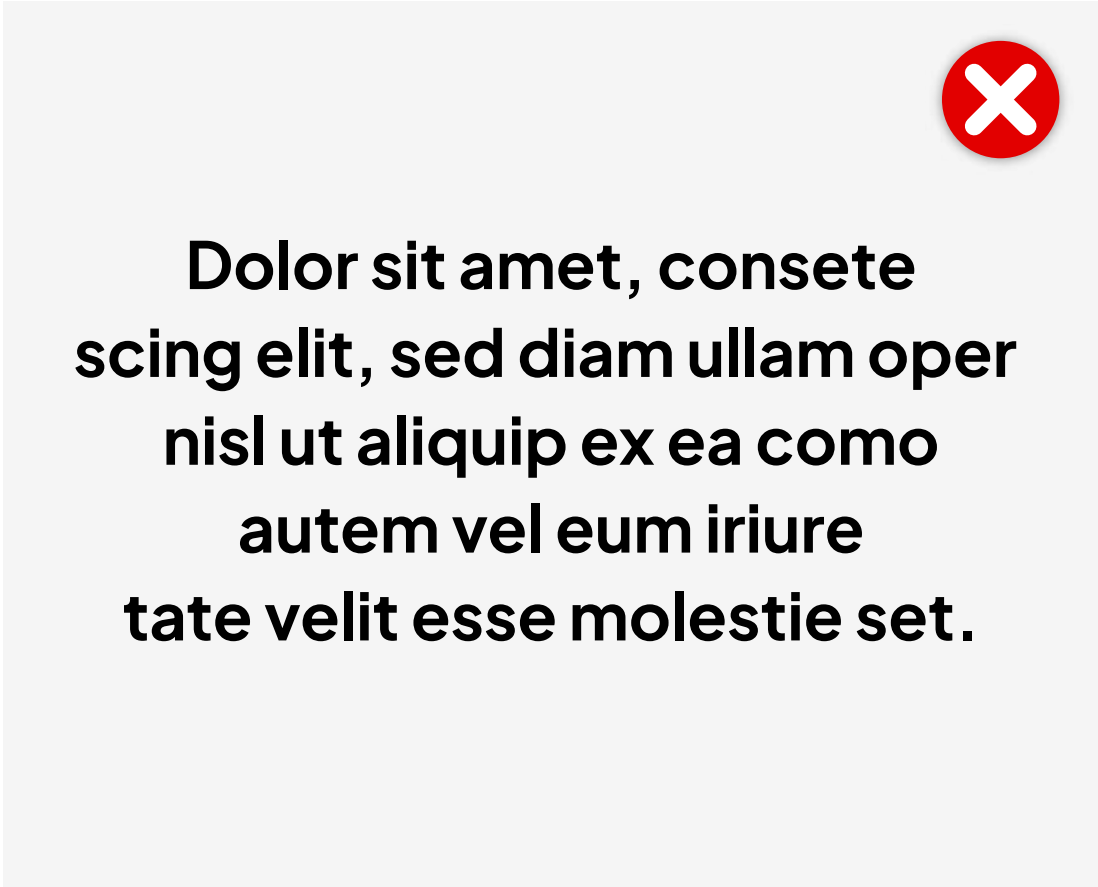 Dolor sit amet, consete
scing elit, sed diam ullam oper
nisl ut aliquip ex ea como
autem vel eum iriure
tate velit esse molestie set.